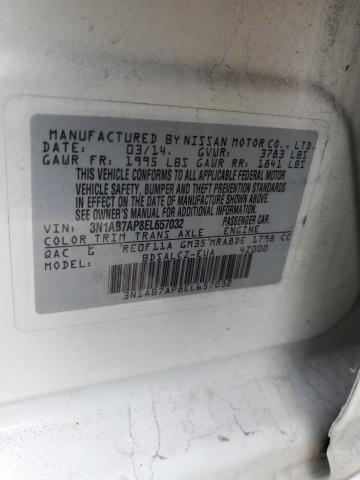 MANUFACTURED BY NISSAN MOTOR CO., LTD.
DATE: 03/14. GVWR: 3783 LBS
GAWR FR: 1995 LBS GAWR RR: 1841 LBS
THIS VEHICLE CONFORMS TO ALL APPLICABLE FEDERAL MOTOR
VEHICLE SAFETY, BUMPER AND THEFT PREVENTION STANDARDS
IN EFFECT ON THE DATE OF MANUFACTURE SHOWN ABOVE.
SEE OWNERS MANUAL FOR ADDITIONAL INFORMATION.
VIN: 3N1AB7AP8EL657032 PASSENGER CAR
COLOR TRIM TRANS AXLE ENGINE
QAC G RE0F11A GM35 MRA8DE 1798 CC
MODEL: BDSALCZ-EUA 4Z000
3N1AB7AP8EL657032